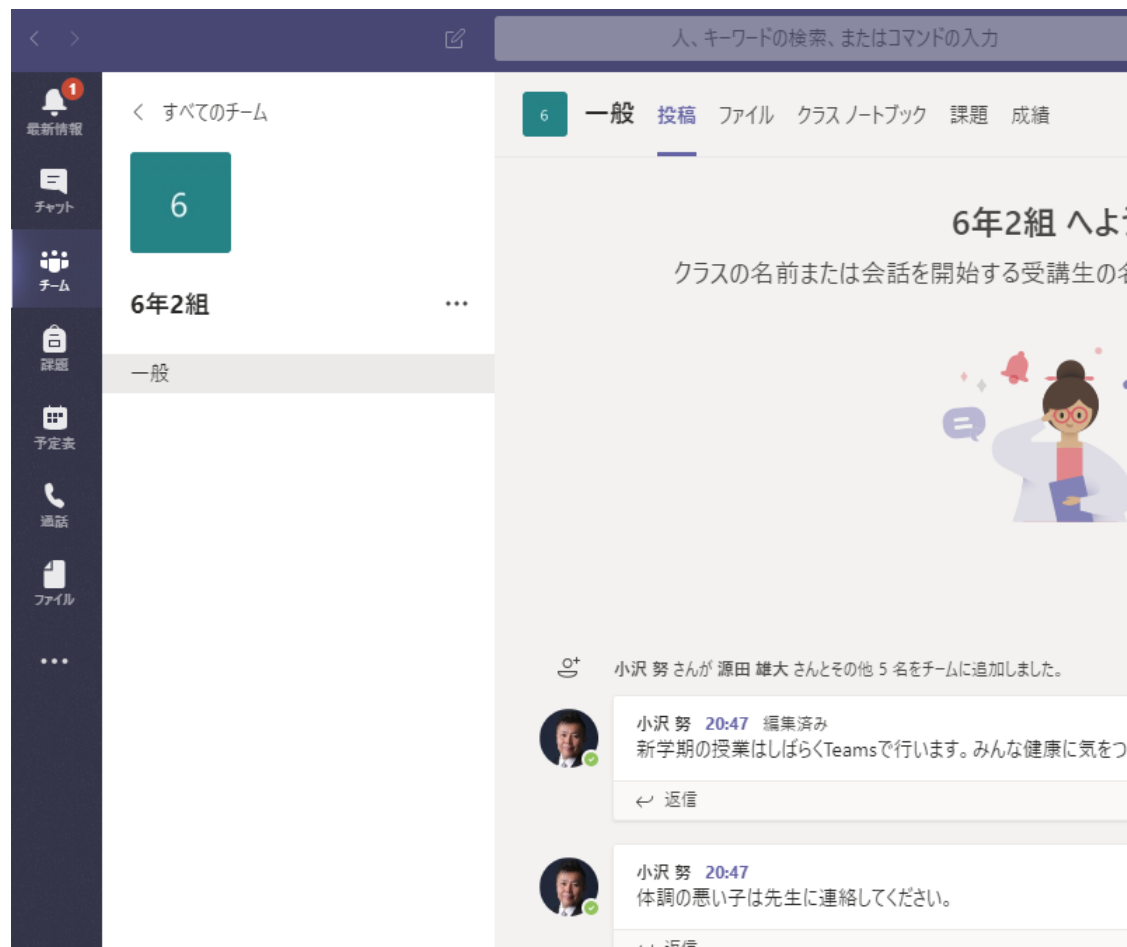 人、キーワードの検索、またはコマンドの入力
1
最新情報
チャット
チーム
課題
予定表
通話
ファイル
すべてのチーム
6
6年2組
一般
6
一般 投稿 ファイル クラス ノートブック 課題 成績
6年2組 へよ
クラスの名前または会話を開始する受講生の
小沢 努 さんが 源田 雄大 さんとその他 5 名をチームに追加しました。
小沢 努 20:47 編集済み
新学期の授業はしばらくTeamsで行います。みんな健康に気をつ
返信
小沢 努 20:47
体調の悪い子は先生に連絡してください。
返信